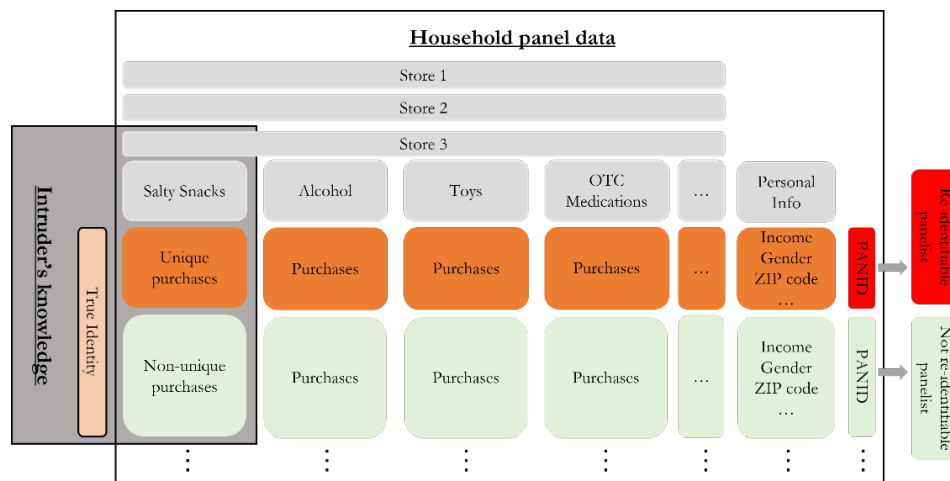 Household panel data
Store 1
Store 2
Store 3
Intruder's knowledge
True Identity
Salty Snacks
Alcohol
Toys
OTC
Medications
...
Personal
Info
Unique
purchases
Purchases
Purchases
Purchases
...
Income
Gender
ZIP code
...
PANID
Re-identifiable
panelist
Non-unique
purchases
Purchases
Purchases
Purchases
...
Income
Gender
ZIP code
...
PANID
Not re-identifiable
panelist